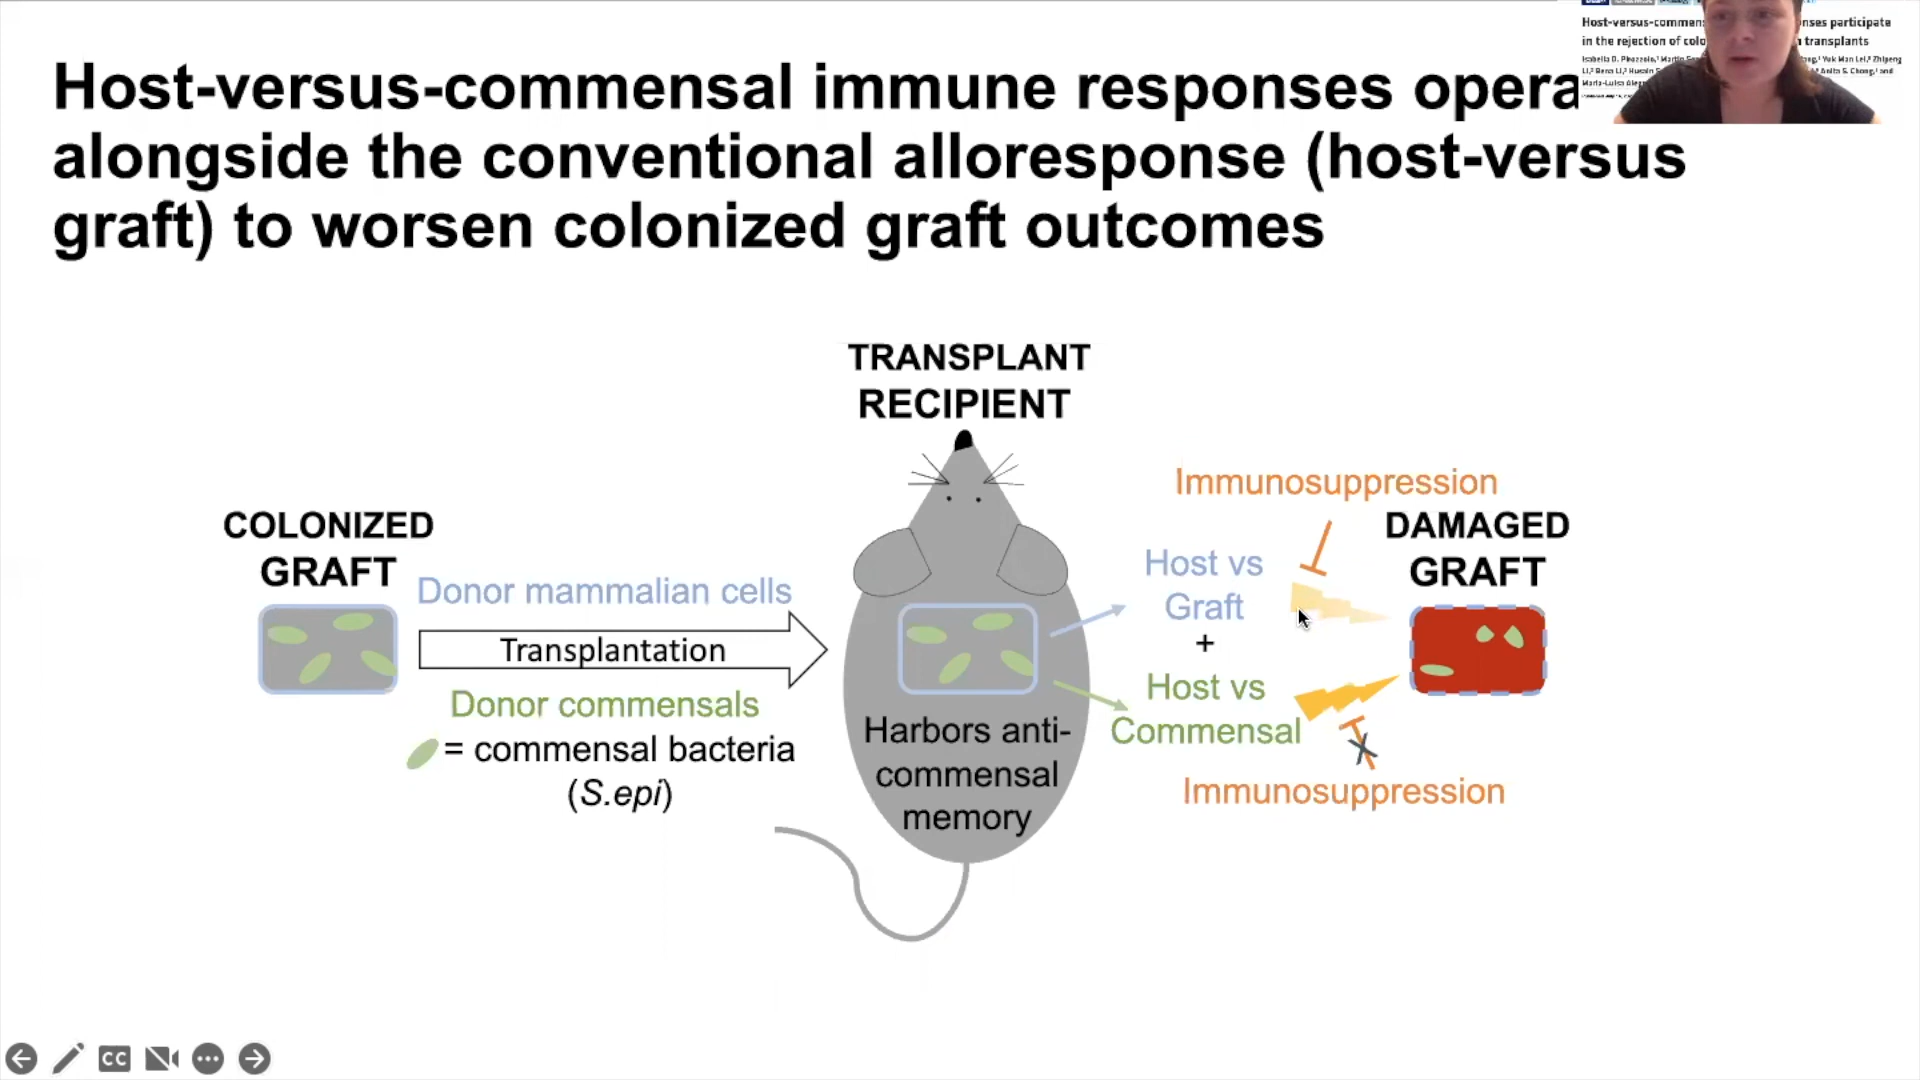 Host-versus-commensal immune responses opera
alongside the conventional alloresponse (host-versus
graft) to worsen colonized graft outcomes
Host-versus-commens nses participate
in the rejection of colo transplants
TRANSPLANT
RECIPIENT
COLONIZED
GRAFT
Donor mammalian cells
Transplantation
Donor commensals
= commensal bacteria
(S.epi)
Harbors anti-
commensal
memory
Immunosuppression
Host vs
Graft
+
Host vs
Commensal
Immunosuppression
DAMAGED
GRAFT
CC